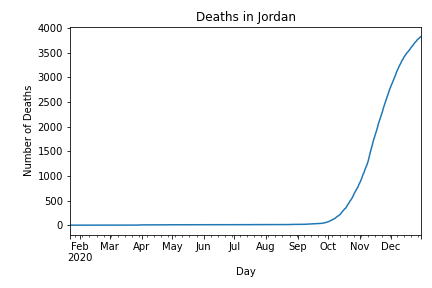 Deaths in Jordan
Number of Deaths
4000
3500
3000
2500
2000
1500
1000
500
0
Feb Mar Apr May Jun Jul Aug Sep Oct Nov Dec
2020
Day